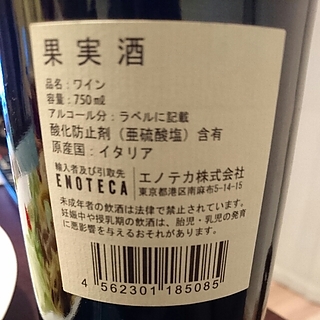 果実酒
品名：ワイン
容量：750㎖
アルコール分：ラベルに記載
酸化防止剤（亜硫酸塩）含有
原産国：イタリア
輸入者及び引取先
ENOTECA
エノテカ株式会社
東京都港区南麻布5-14-15
未成年者の飲酒は法律で禁止されています。
妊娠中や授乳期の飲酒は、胎児・乳児の発育
に悪影響を与えるおそれがあります。
4 562301 185085